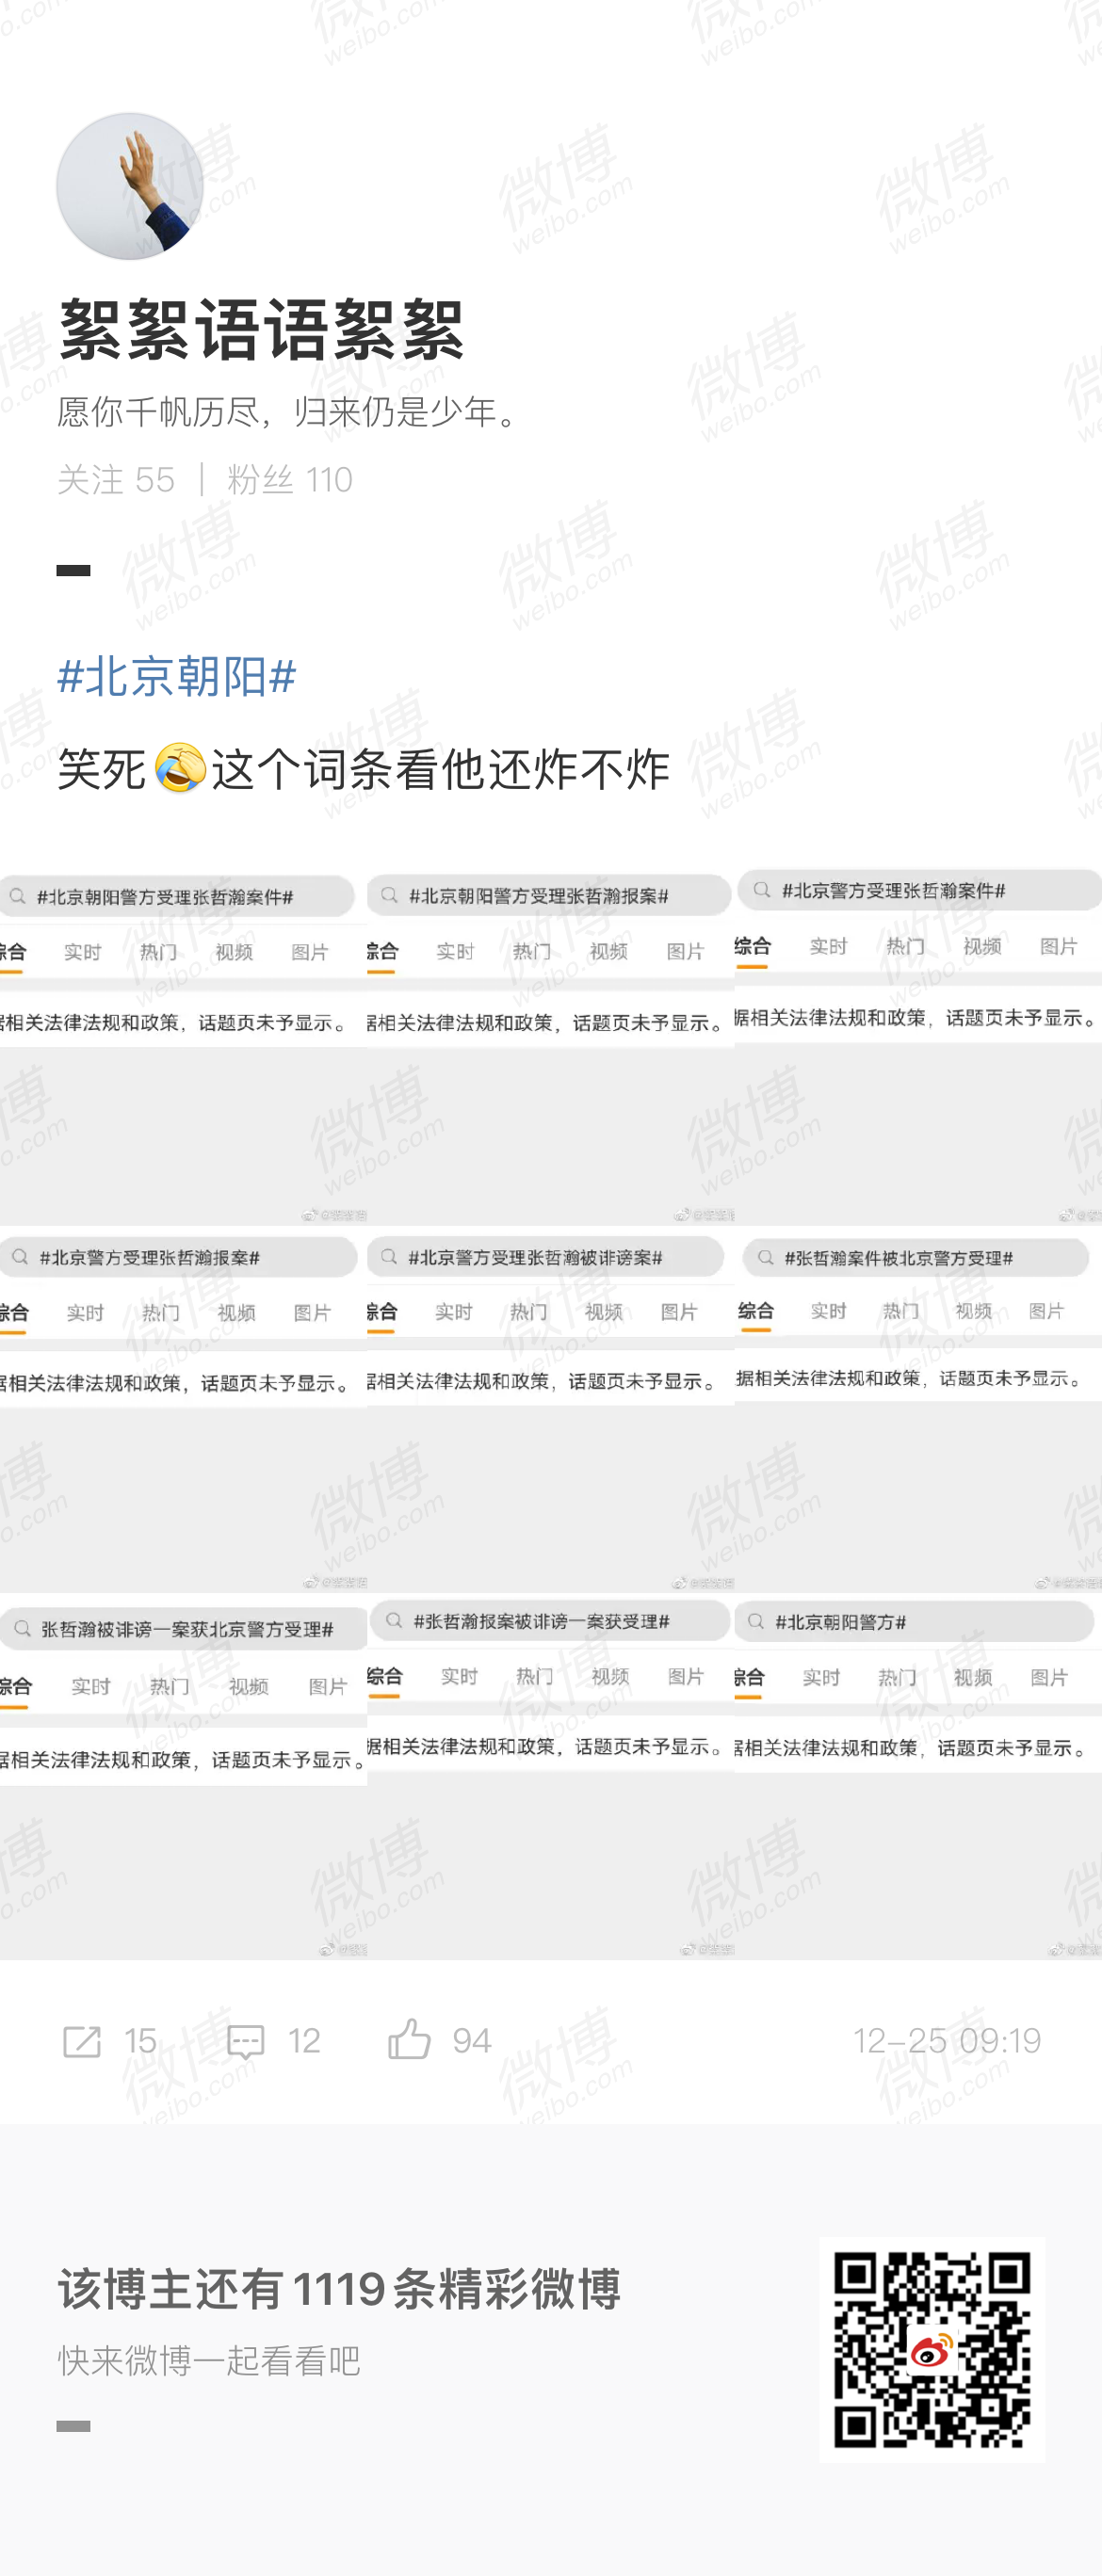 絮絮语语絮絮
愿你千帆历尽，归来仍是少年。
关注 55 | 粉丝 110
#北京朝阳#
笑死🤣这个词条看他还炸不炸
#北京朝阳警方受理张哲瀚案件#
综合 实时 热门 视频 图片
据相关法律法规和政策，话题页未予显示。
#北京朝阳警方受理张哲瀚报案#
综合 实时 热门 视频 图片
据相关法律法规和政策，话题页未予显示。
#北京警方受理张哲瀚案件#
综合 实时 热门 视频 图片
据相关法律法规和政策，话题页未予显示。
#北京警方受理张哲瀚报案#
综合 实时 热门 视频 图片
据相关法律法规和政策，话题页未予显示。
#北京警方受理张哲瀚被诽谤案#
综合 实时 热门 视频 图片
据相关法律法规和政策，话题页未予显示。
#张哲瀚案件被北京警方受理#
综合 实时 热门 视频 图片
据相关法律法规和政策，话题页未予显示。
张哲瀚被诽谤一案获北京警方受理#
综合 实时 热门 视频 图片
据相关法律法规和政策，话题页未予显示。
#张哲瀚报案被诽谤一案获受理#
综合 实时 热门 视频 图片
据相关法律法规和政策，话题页未予显示。
#北京朝阳警方#
综合 实时 热门 视频 图片
据相关法律法规和政策，话题页未予显示。
15 12 94 12-25 09:19
该博主还有1119条精彩微博
快来微博一起看看吧
微博
weibo.com